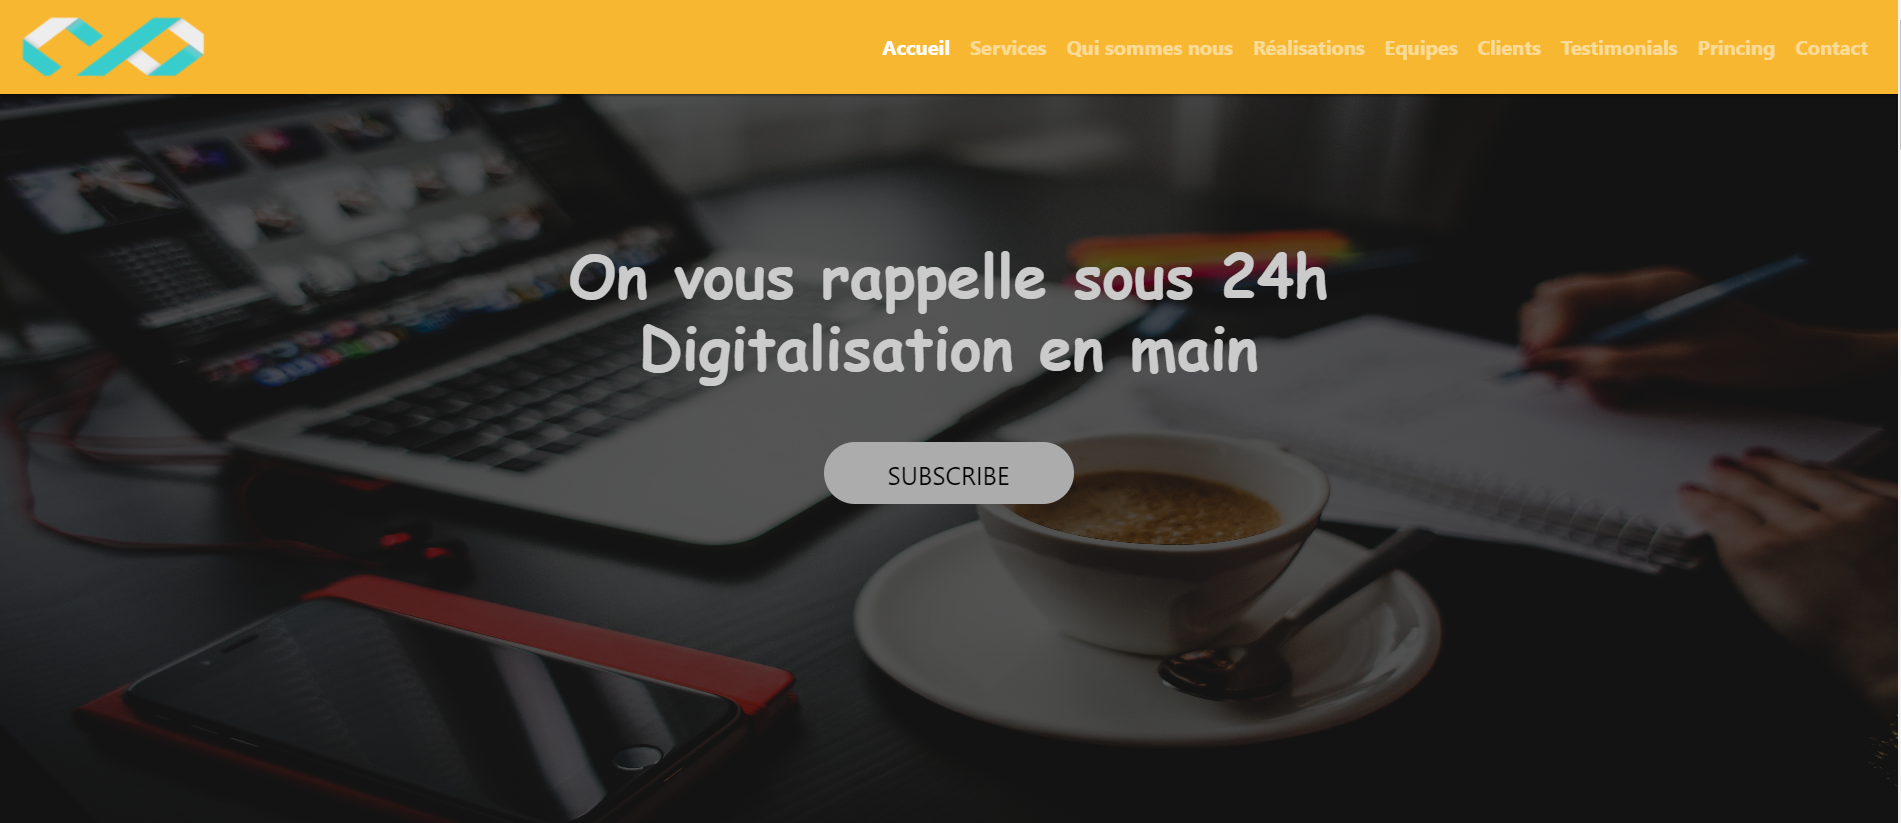 Accueil Services Qui sommes nous Réalisations Equipes Clients Testimonials Princing Contact
On vous rappelle sous 24h
Digitalisation en main
SUBSCRIBE